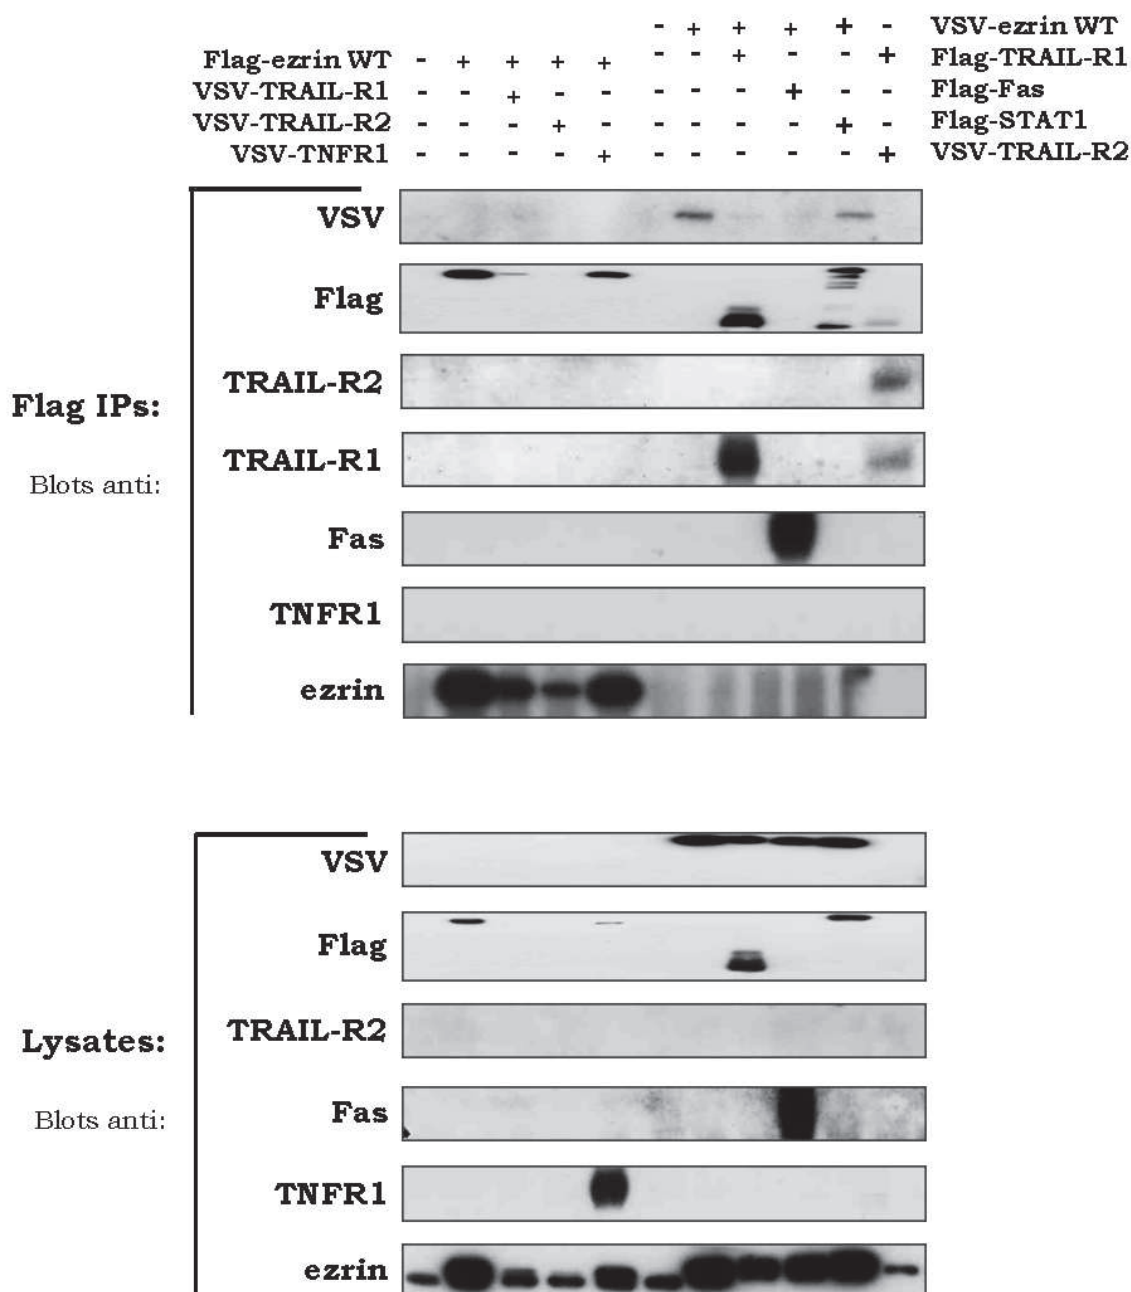 - + + + + VSV-ezrin WT
Flag-ezrin WT - + + + + - - + - - + Flag-TRAIL-R1
VSV-TRAIL-R1 - - + - - - - - + - - Flag-Fas
VSV-TRAIL-R2 - - - + - - - - - + - Flag-STAT1
VSV-TNFR1 - - - - + - - - - - + VSV-TRAIL-R2
VSV
Flag
TRAIL-R2
Flag IPs:
TRAIL-R1
Blots anti:
Fas
TNFR1
ezrin
VSV
Flag
TRAIL-R2
Lysates:
Fas
Blots anti:
TNFR1
ezrin